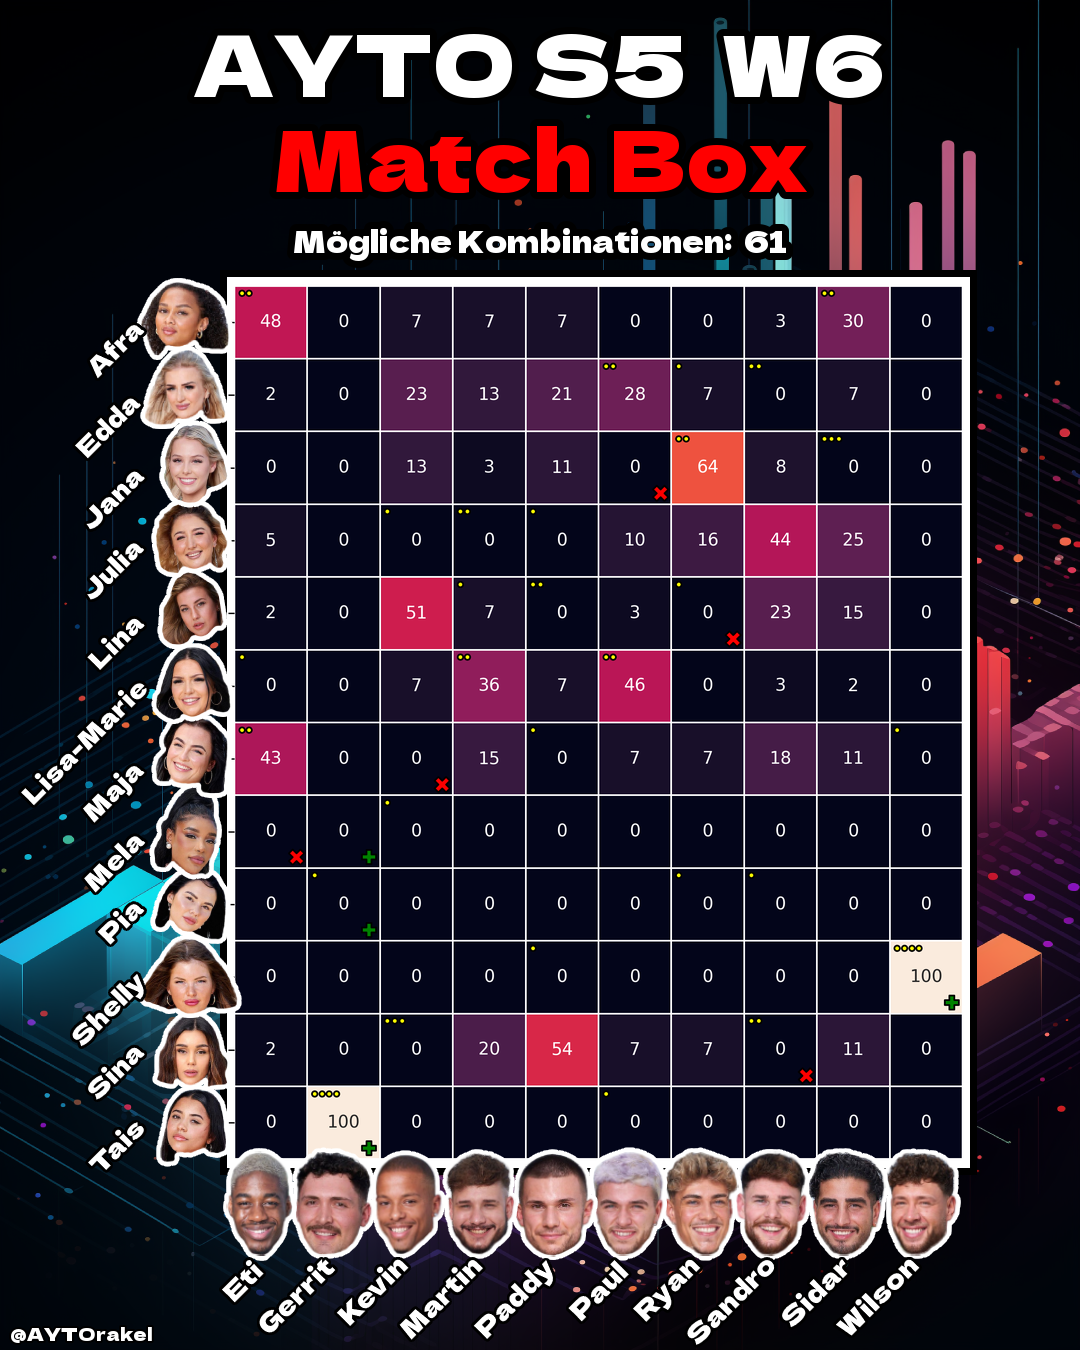 AYTO S5 W6
Match Box
Mögliche Kombinationen: 61
Afra 48 0 7 7 7 0 0 3 30 0
Edda 2 0 23 13 21 28 7 0 7 0
Jana 0 0 13 3 11 0 64 8 0 0
Julia 5 0 0 0 0 10 16 44 25 0
Lina 2 0 51 7 0 3 0 23 15 0
Lisa-Marie 0 0 7 36 7 46 0 3 2 0
Maja 43 0 0 15 0 7 7 18 11 0
Mela 0 0 0 0 0 0 0 0 0 0
Pia 0 0 0 0 0 0 0 0 0 0
Shelly 0 0 0 0 0 0 0 0 0 100
Sina 2 0 0 20 54 7 7 0 11 0
Tais 0 100 0 0 0 0 0 0 0 0
Eti Gerrit Kevin Martin Paddy Paul Ryan Sandro Sidar Wilson
@AYTOrakel